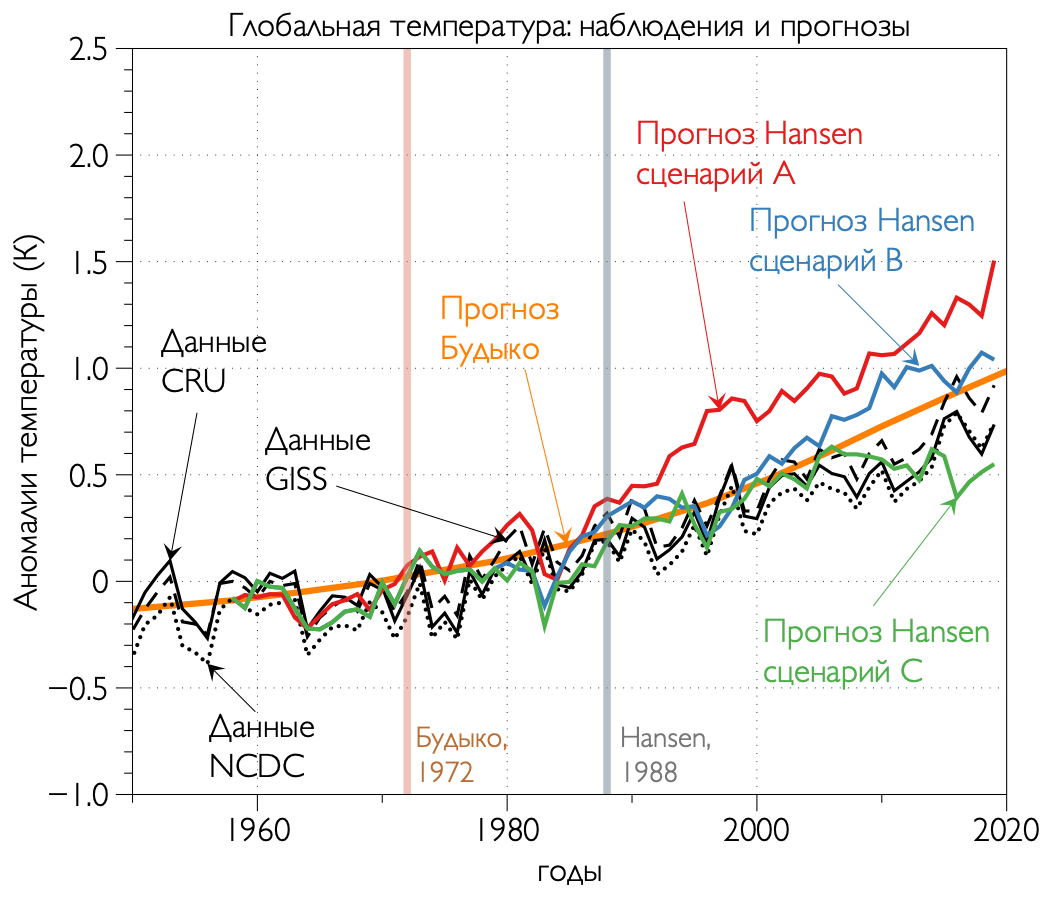 Глобальная температура: наблюдения и прогнозы
2.5
2.0
1.5
1.0
0.5
0
−0.5
−1.0
Аномалии температуры (К)
Прогноз Hansen
сценарий A
Прогноз Hansen
сценарий B
Прогноз
Будыко
Данные
CRU
Данные
GISS
Прогноз Hansen
сценарий C
Данные
NCDC
Будыко,
1972
Hansen,
1988
1960
1980
2000
2020
годы